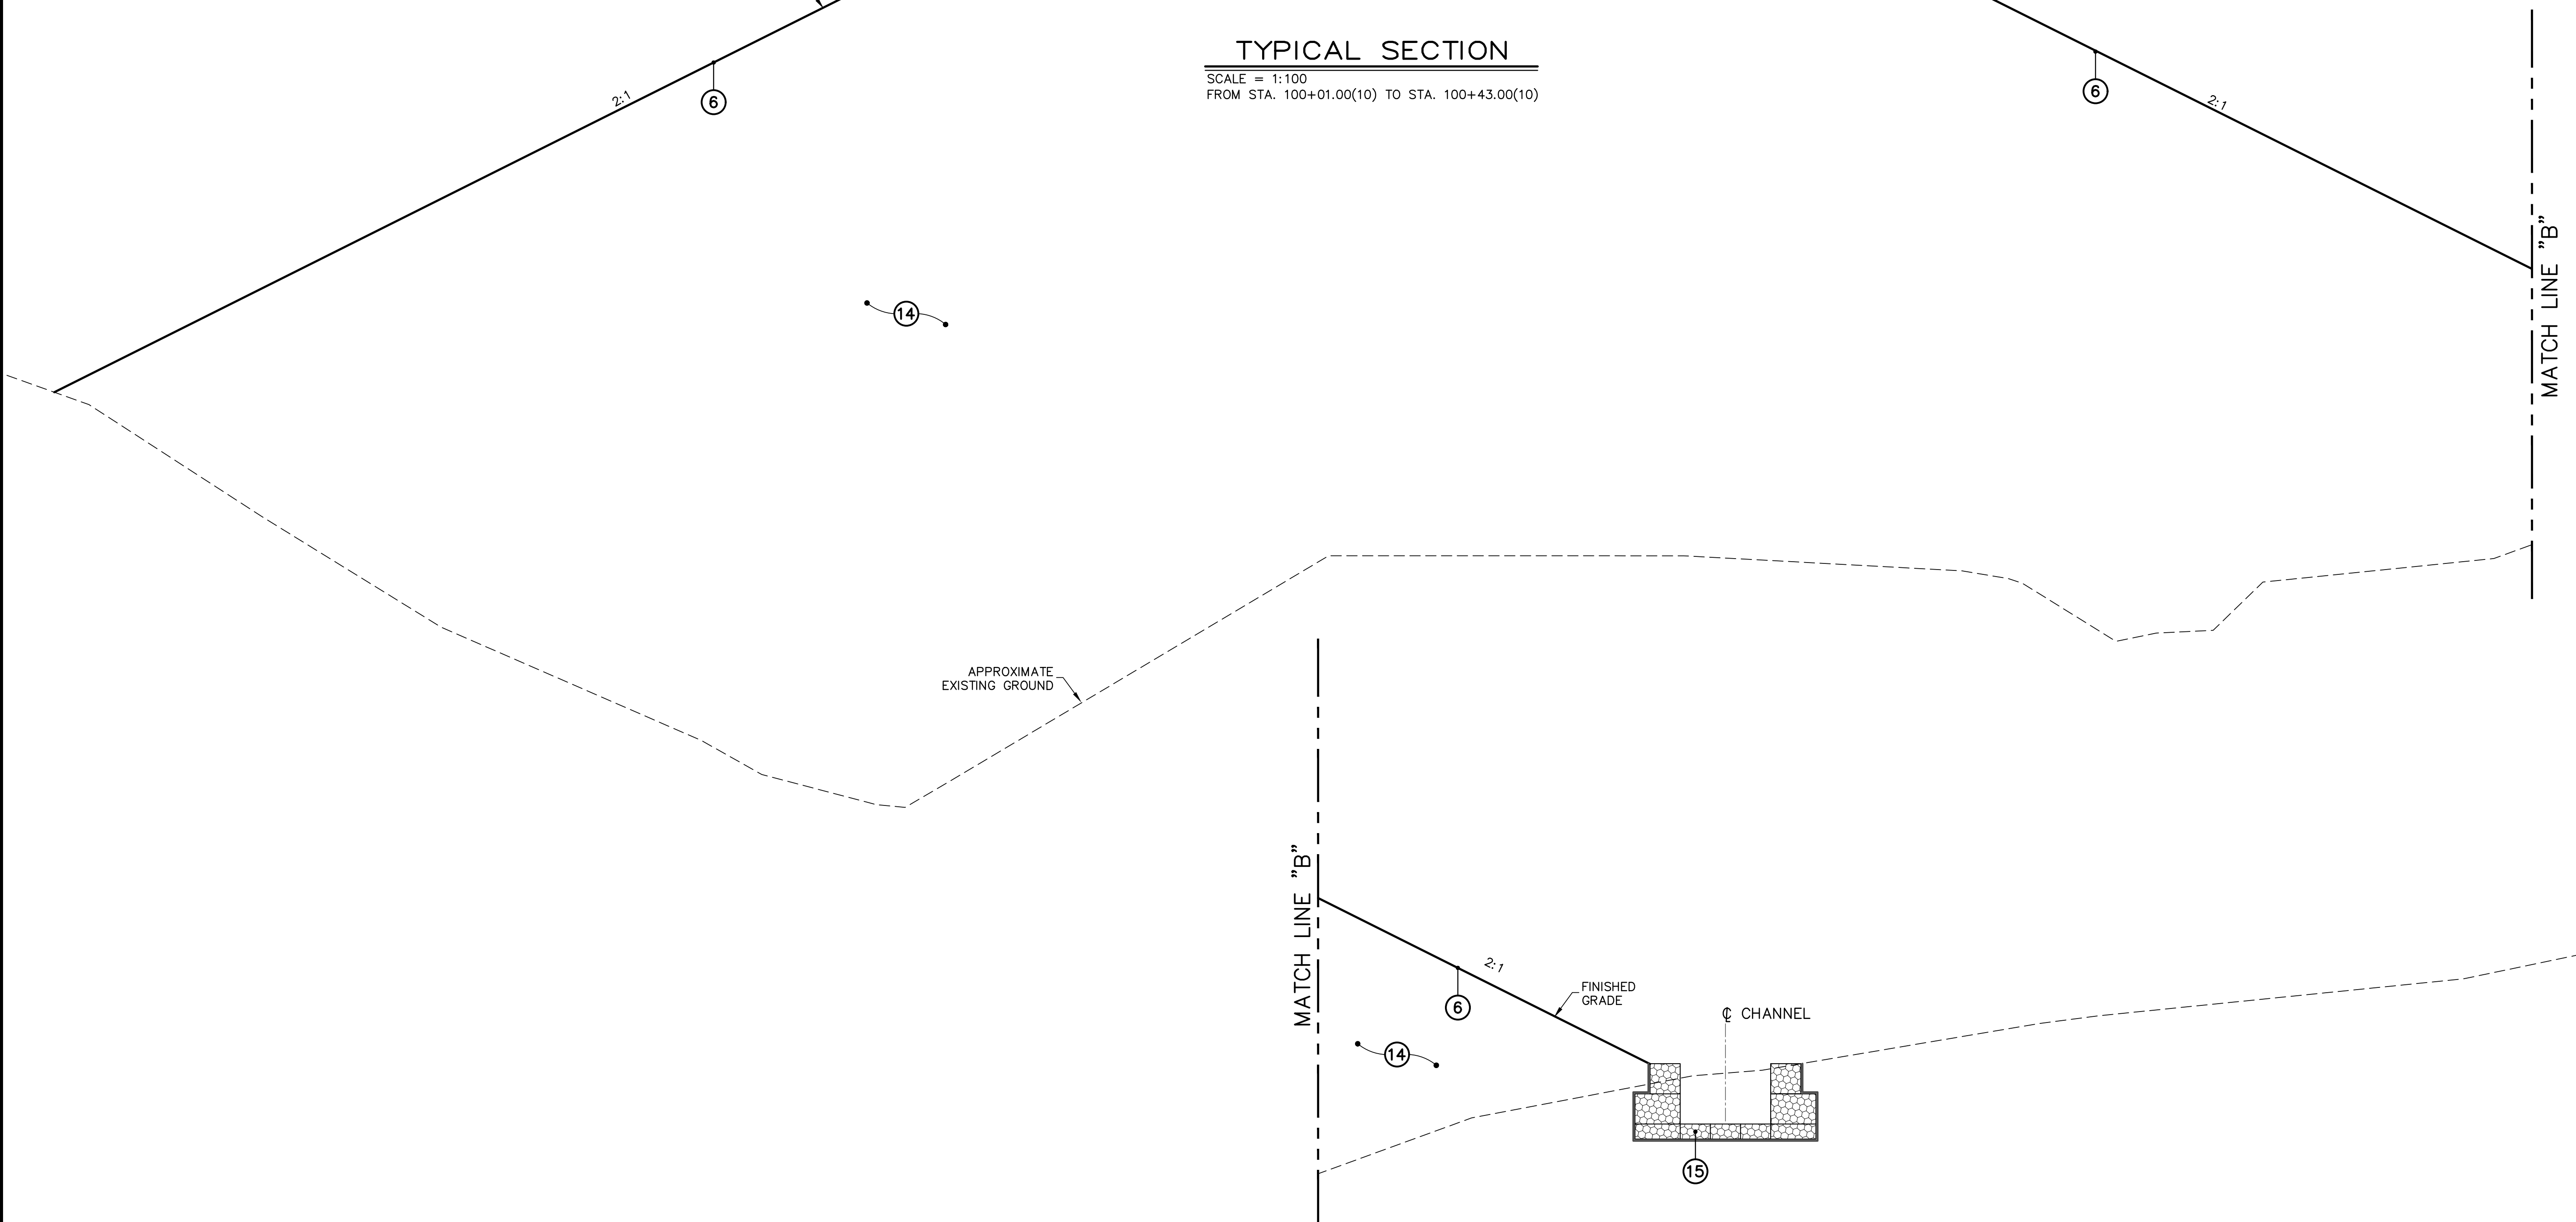 TYPICAL SECTION
SCALE = 1:100
FROM STA. 100+01.00(10) TO STA. 100+43.00(10)
2:1
6
6
2:1
MATCH LINE "B"
14
APPROXIMATE
EXISTING GROUND
MATCH LINE "B"
2:1
6
FINISHED
GRADE
℄ CHANNEL
14
15